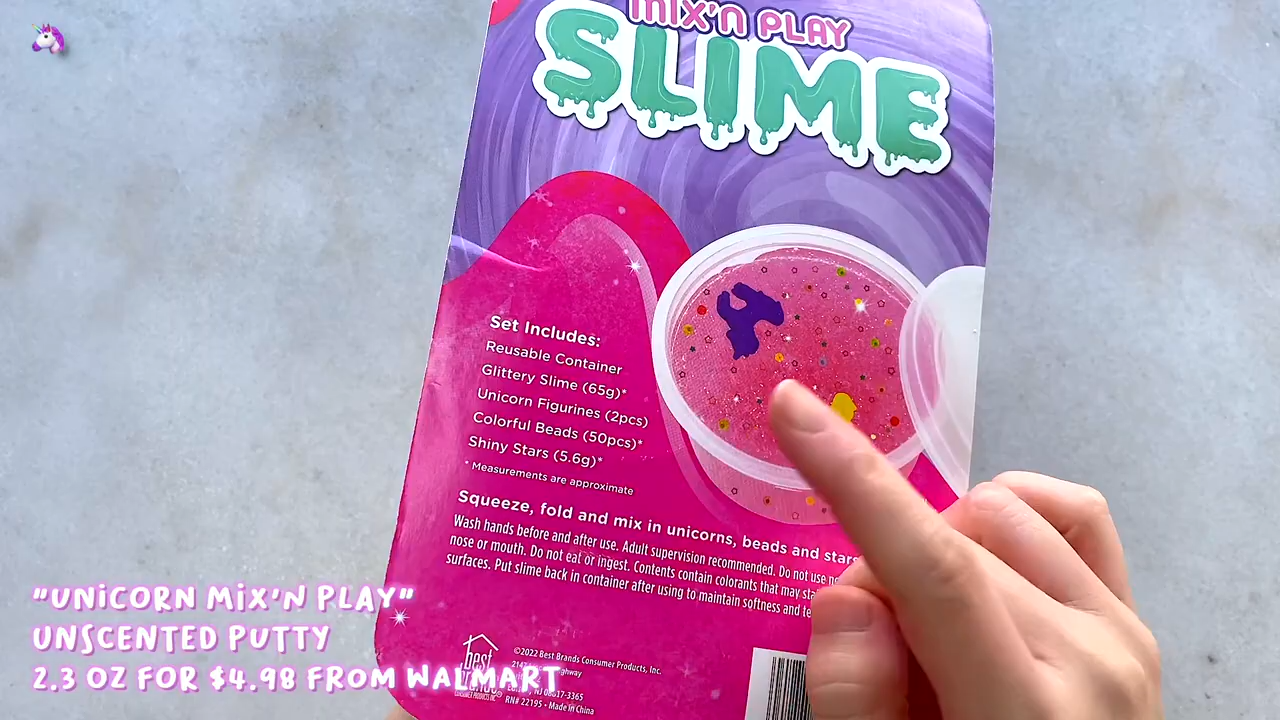 MIX'N PLAY
SLIME
Set Includes:
Reusable Container
Glittery Slime (65g)*
Unicorn Figurines (2pcs)
Colorful Beads (50pcs)*
Shiny Stars (5.6g)*
* Measurements are approximate
Squeeze, fold and mix in unicorns, beads and stars
Wash hands before and after use. Adult supervision recommended. Do not use
nose or mouth. Do not eat or ingest. Contents contain colorants that may
surfaces. Put slime back in container after using to maintain softness and
best
©2022 Best Brands Consumer Products, Inc.
NJ
RN# 22195 • Made in China
"UNICORN MIX'N PLAY"
UNSCENTED PUTTY
2.3 OZ FOR $4.98 FROM WALMART